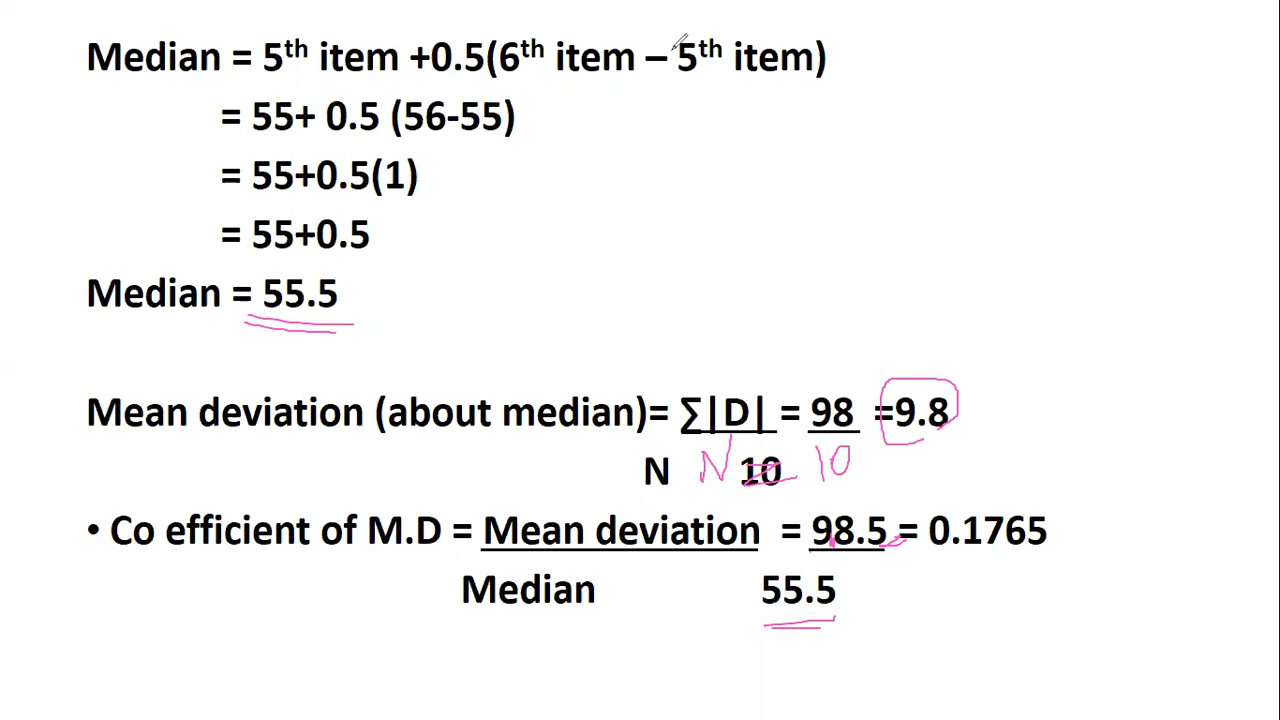 Median = 5th item +0.5(6th item – 5th item)
= 55+ 0.5 (56-55)
= 55+0.5(1)
= 55+0.5
Median = 55.5
Mean deviation (about median)= ∑|D| = 98 =9.8
N N 10 10
• Co efficient of M.D = Mean deviation = 98.5 = 0.1765
Median 55.5